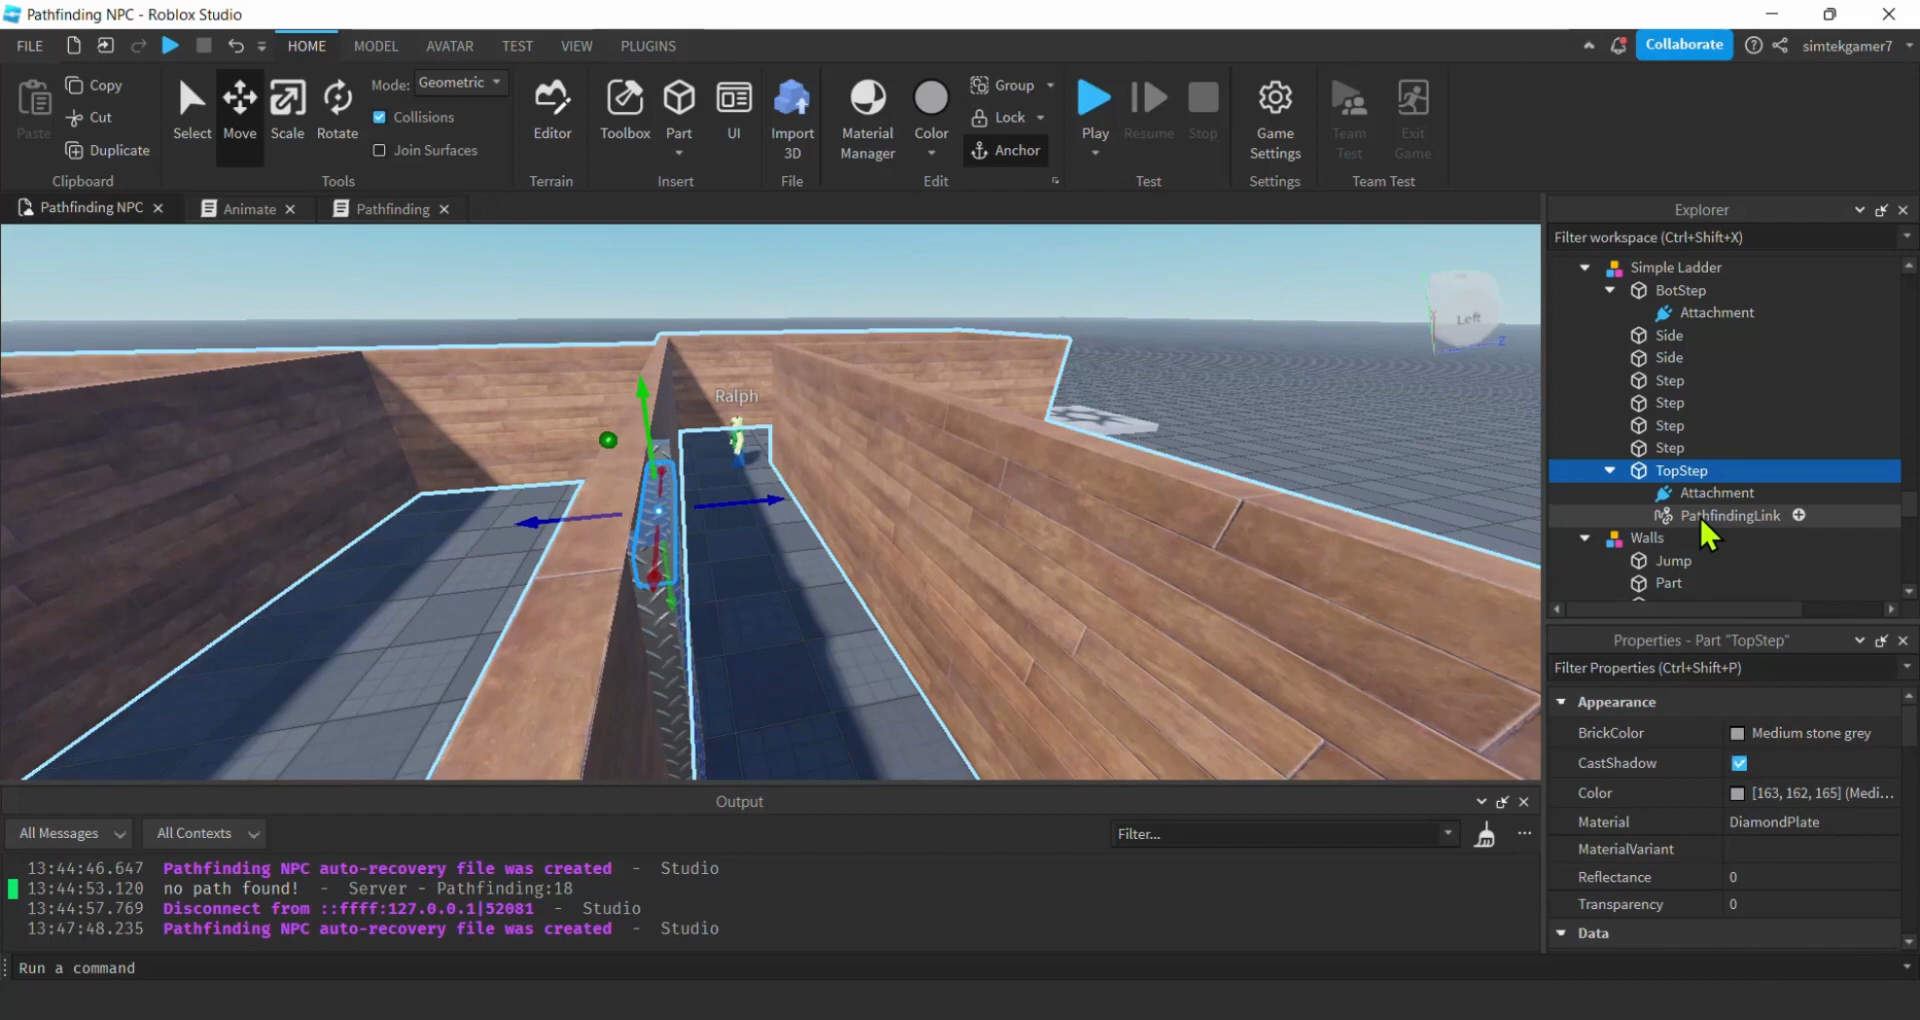 Pathfinding NPC - Roblox Studio
FILE HOME MODEL AVATAR TEST VIEW PLUGINS Collaborate simtekgamer7
Paste Copy Cut Duplicate
Clipboard
Select Move Scale Rotate
Mode: Geometric
Collisions
Join Surfaces
Tools
Editor
Terrain
Toolbox Part UI
Insert
Import 3D
File
Material Manager
Color
Group
Lock
Anchor
Edit
Play Resume Stop
Test
Game Settings
Settings
Team Test
Exit Game
Team Test
Pathfinding NPC Animate Pathfinding
Ralph
Left
Z
Explorer
Filter workspace (Ctrl+Shift+X)
Simple Ladder
BotStep
Attachment
Side
Side
Step
Step
Step
Step
TopStep
Attachment
PathfindingLink
Walls
Jump
Part
Properties - Part "TopStep"
Filter Properties (Ctrl+Shift+P)
Appearance
BrickColor Medium stone grey
CastShadow
Color [163, 162, 165] (Medi...
Material DiamondPlate
MaterialVariant
Reflectance 0
Transparency 0
Data
Output
All Messages All Contexts Filter...
13:44:46.647 Pathfinding NPC auto-recovery file was created - Studio
13:44:53.120 no path found! - Server - Pathfinding:18
13:44:57.769 Disconnect from ::ffff:127.0.0.1|52081 - Studio
13:47:48.235 Pathfinding NPC auto-recovery file was created - Studio
Run a command